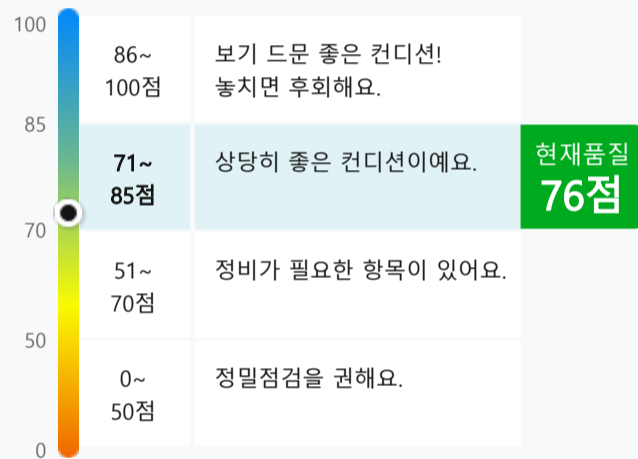 100
86~
100점
보기 드문 좋은 컨디션!
놓치면 후회해요.
85
71~
85점
상당히 좋은 컨디션이예요.
현재품질
76점
70
51~
70점
정비가 필요한 항목이 있어요.
50
0~
50점
정밀점검을 권해요.
0